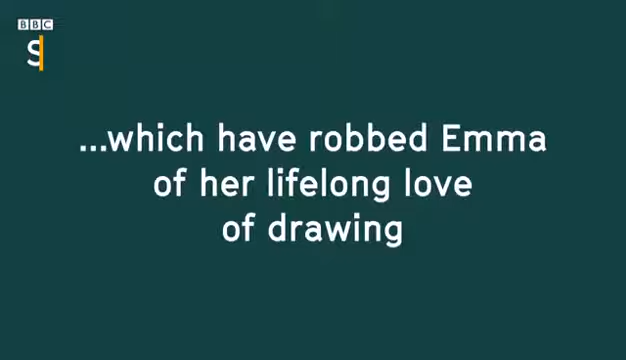 BBC
S
...which have robbed Emma
of her lifelong love
of drawing